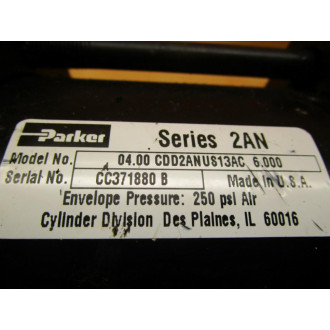 Parker Series 2AN
Model No. 04.00 CDD2ANUS13AC 6.000
Serial No. CC371880 B Made in U.S.A.
Envelope Pressure: 250 psi Air
Cylinder Division Des Plaines, IL 60016